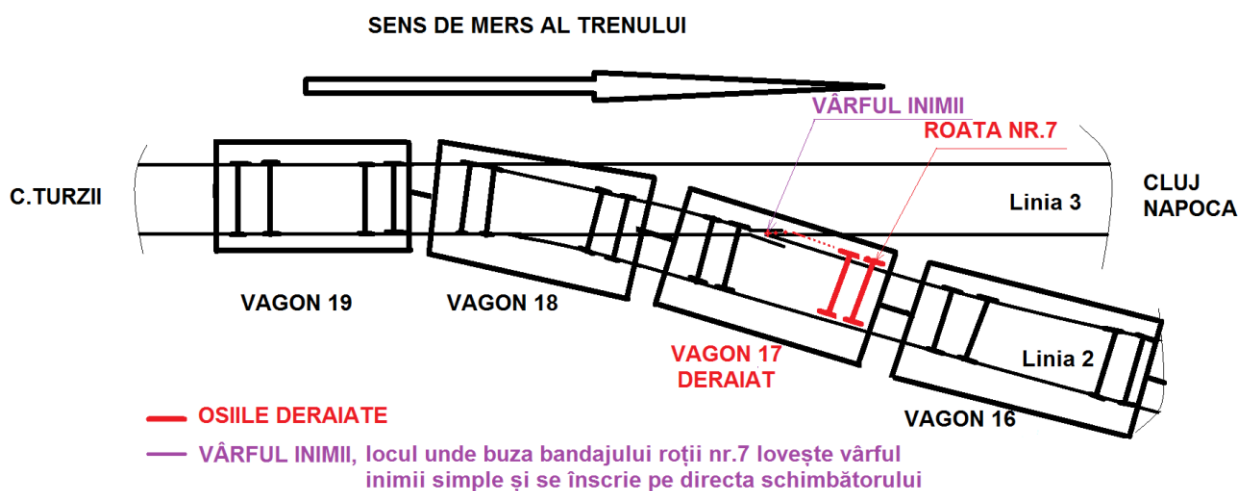 SENS DE MERS AL TRENULUI
VÂRFUL INIMII
ROATA NR.7
C.TURZII
Linia 3
CLUJ
NAPOCA
VAGON 19
VAGON 18
VAGON 17
DERAIAT
Linia 2
VAGON 16
OSIILE DERAIATE
VÂRFUL INIMII, locul unde buza bandajului roții nr.7 lovește vârful
inimii simple și se înscrie pe directa schimbătorului